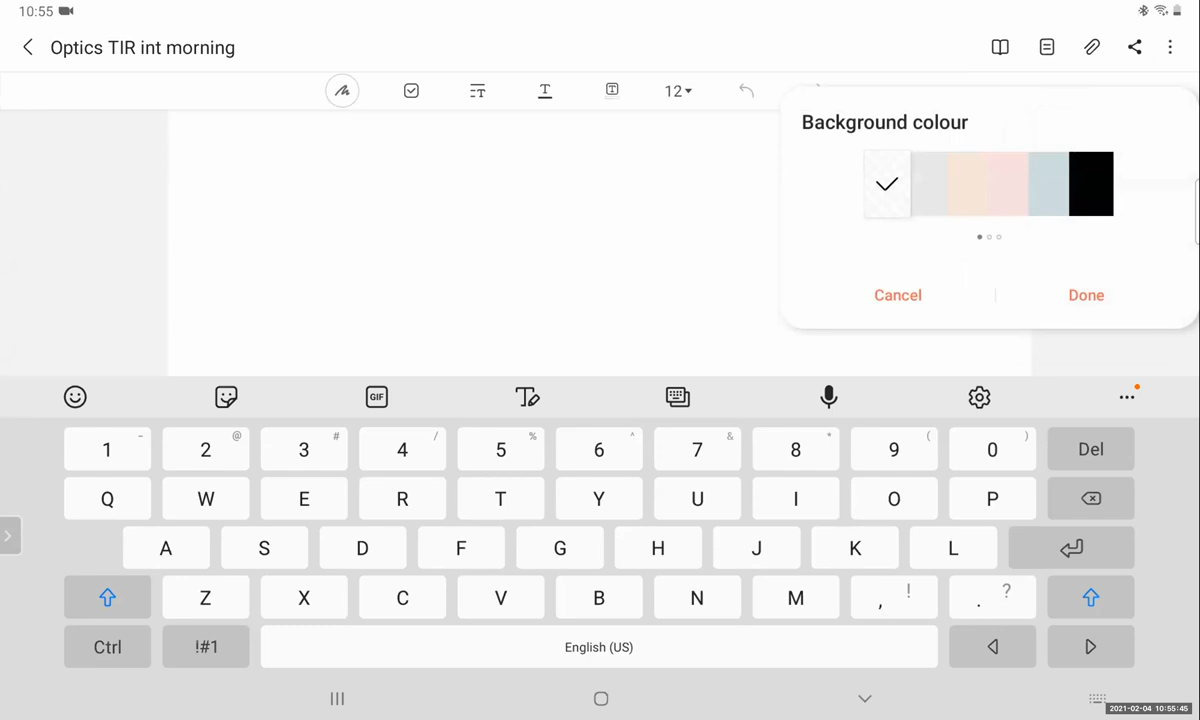 10:55
Optics TIR int morning
T T T 12
Background colour
Cancel Done
GIF T
1 - 2 @ 3 # 4 / 5 % 6 ^ 7 & 8 * 9 ( 0 ) Del
Q W E R T Y U I O P
A S D F G H J K L
Z X C V B N M , ! . ?
Ctrl !#1 English (US)
2021-02-04 10:55:45